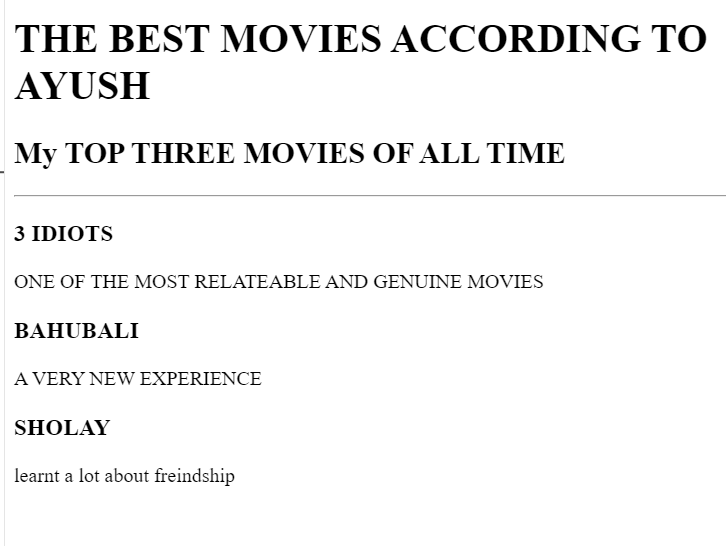 THE BEST MOVIES ACCORDING TO
AYUSH
My TOP THREE MOVIES OF ALL TIME
3 IDIOTS
ONE OF THE MOST RELATEABLE AND GENUINE MOVIES
BAHUBALI
A VERY NEW EXPERIENCE
SHOLAY
learnt a lot about freindship